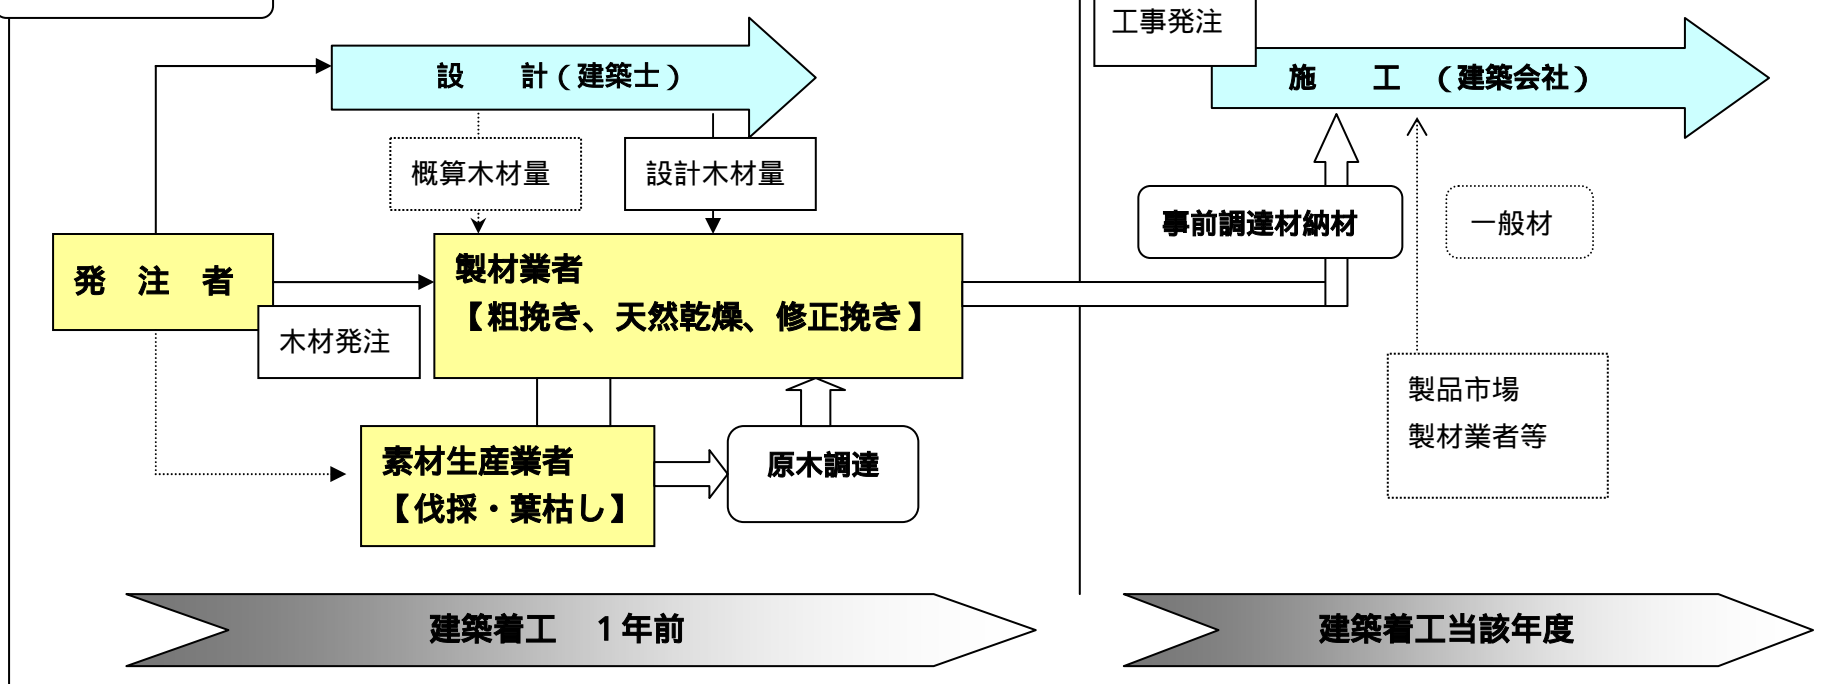 工事発注
設　計（建築士）
施　工　（建築会社）
概算木材量
設計木材量
事前調達材納材
一般材
発　注　者
製材業者
【粗挽き、天然乾燥、修正挽き】
木材発注
製品市場
製材業者等
素材生産業者
【伐採・葉枯し】
原木調達
建築着工　１年前
建築着工当該年度